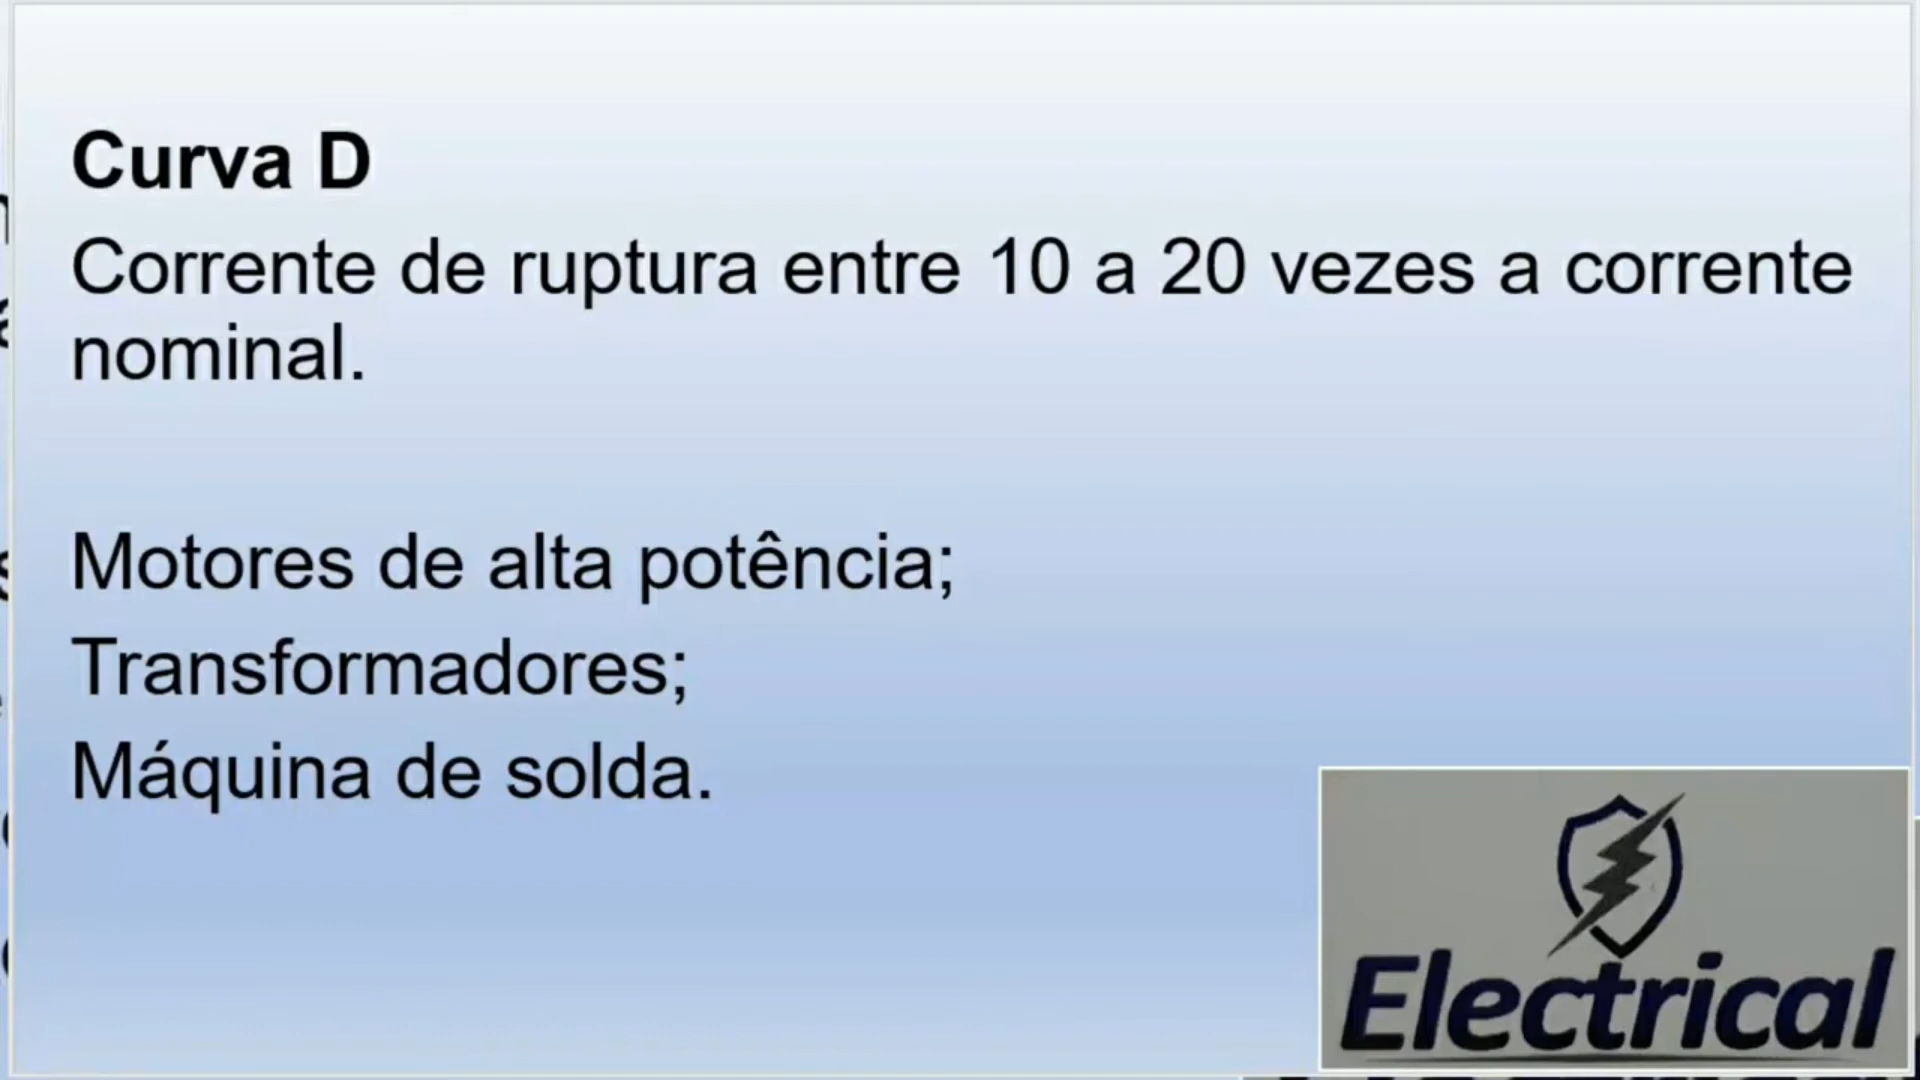 Curva D
Corrente de ruptura entre 10 a 20 vezes a corrente
nominal.
Motores de alta potência;
Transformadores;
Máquina de solda.
Electrical